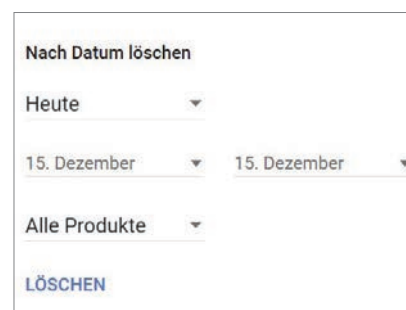 Nach Datum löschen
Heute
15. Dezember 15. Dezember
Alle Produkte
LÖSCHEN